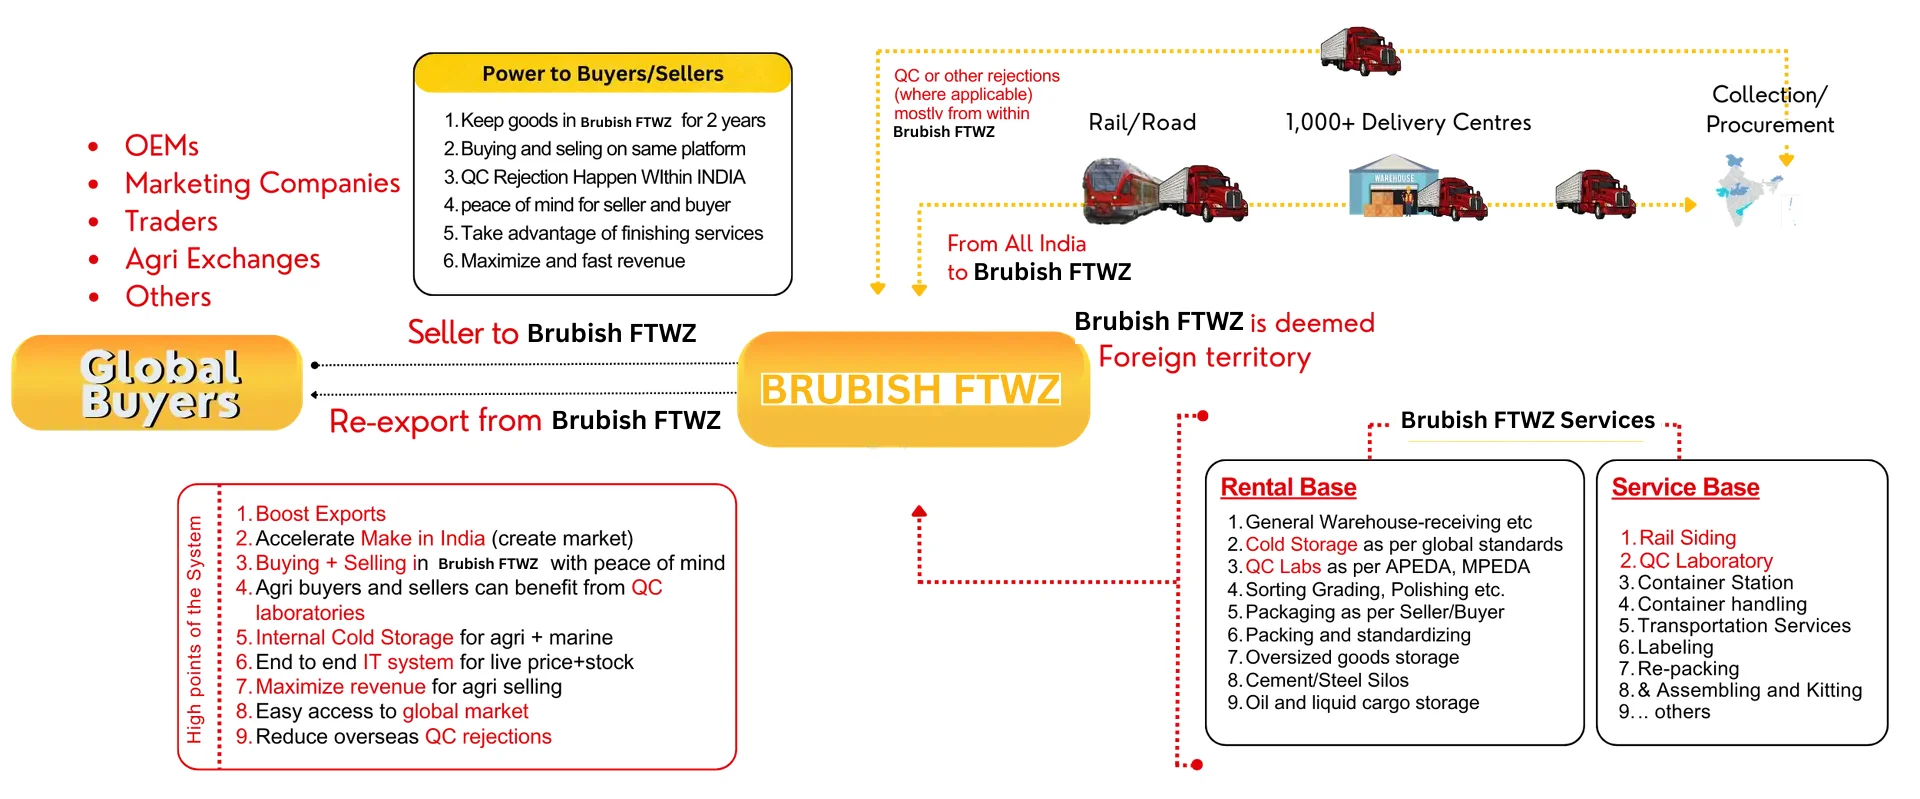 Power to Buyers/Sellers
1. Keep goods in Brubish FTWZ for 2 years
2. Buying and seling on same platform
3. QC Rejection Happen WIthin INDIA
4. peace of mind for seller and buyer
5. Take advantage of finishing services
6. Maximize and fast revenue
• OEMs
• Marketing Companies
• Traders
• Agri Exchanges
• Others
Global
Buyers
Seller to Brubish FTWZ
Re-export from Brubish FTWZ
BRUBISH FTWZ
QC or other rejections
(where applicable)
mostlv from within
Brubish FTWZ
Rail/Road
1,000+ Delivery Centres
WAREHOUSE
Collection/
Procurement
From All India
to Brubish FTWZ
Brubish FTWZ is deemed
Foreign territory
High points of the System
1. Boost Exports
2. Accelerate Make in India (create market)
3. Buying + Selling in Brubish FTWZ with peace of mind
4. Agri buyers and sellers can benefit from QC
laboratories
5. Internal Cold Storage for agri + marine
6. End to end IT system for live price+stock
7. Maximize revenue for agri selling
8. Easy access to global market
9. Reduce overseas QC rejections
Brubish FTWZ Services
Rental Base
1. General Warehouse-receiving etc
2. Cold Storage as per global standards
3. QC Labs as per APEDA, MPEDA
4. Sorting Grading, Polishing etc.
5. Packaging as per Seller/Buyer
6. Packing and standardizing
7. Oversized goods storage
8. Cement/Steel Silos
9. Oil and liquid cargo storage
Service Base
1. Rail Siding
2. QC Laboratory
3. Container Station
4. Container handling
5. Transportation Services
6. Labeling
7. Re-packing
8. & Assembling and Kitting
9. .. others